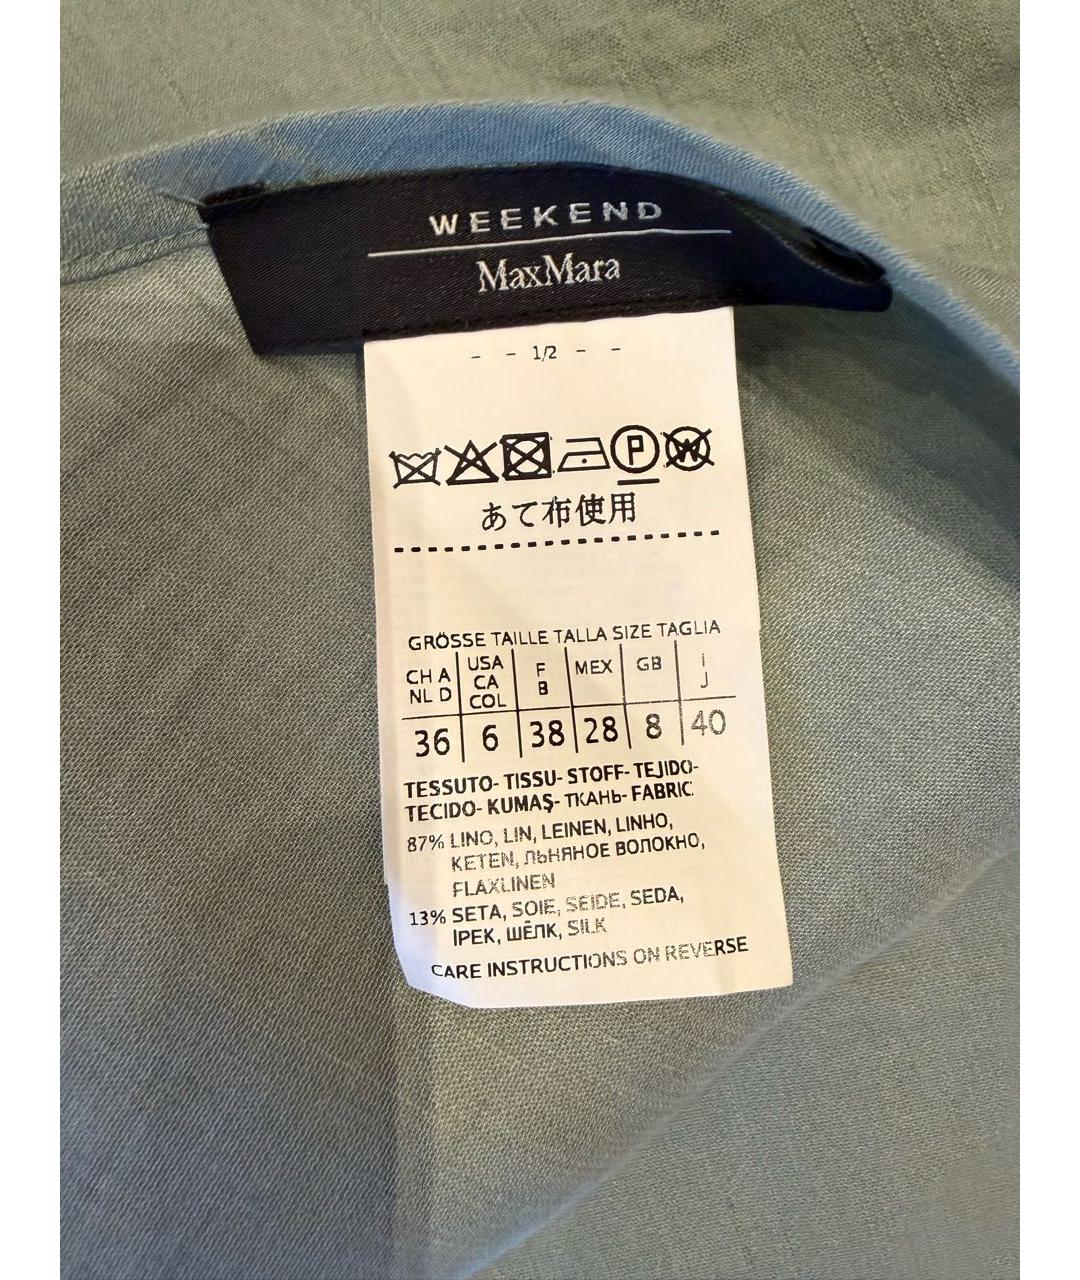 WEEKEND
MaxMara
- - 1/2 - -
あて布使用
GRÖSSE TAILLE TALLA SIZE TAGLIA
CH A NL D USA CA COL F B MEX GB I J
36 6 38 28 8 40
TESSUTO- TISSU- STOFF- TEJIDO-
TECIDO- KUMAŞ- ТКАНЬ- FABRIC:
87% LINO, LIN, LEINEN, LINHO,
KETEN, ЛЬНЯНОЕ ВОЛОКНО,
FLAXLINEN
13% SETA, SOIE, SEIDE, SEDA,
IPEK, ШЁЛК, SILK
CARE INSTRUCTIONS ON REVERSE